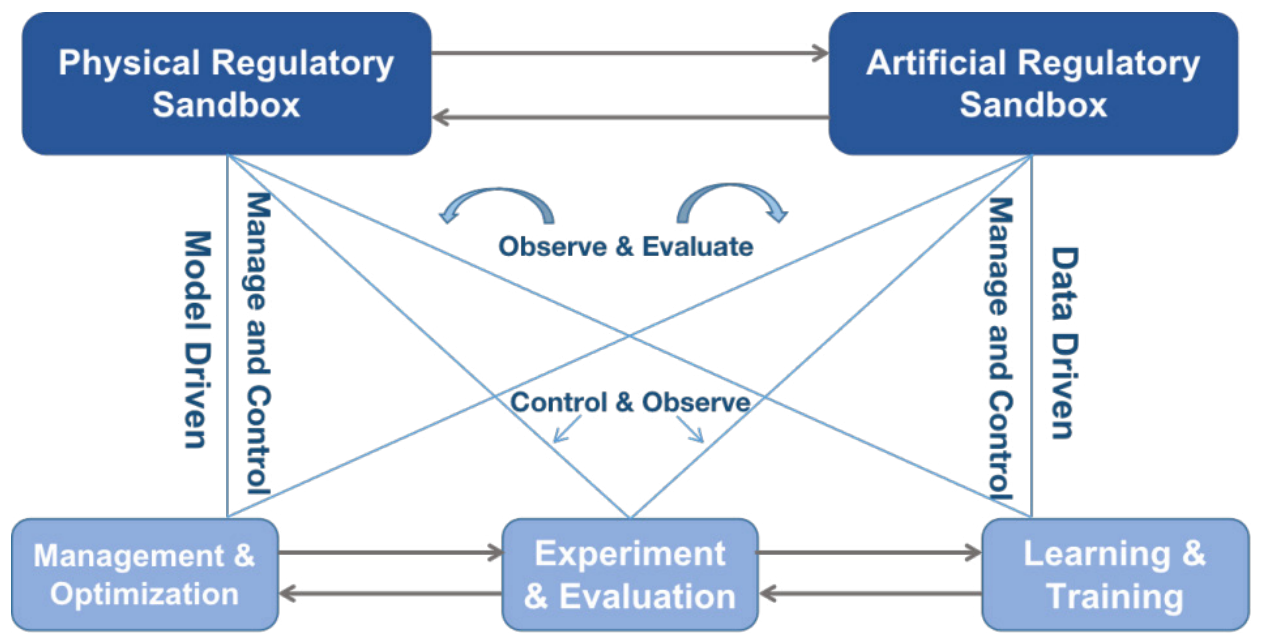 Physical Regulatory
Sandbox
Artificial Regulatory
Sandbox
Observe & Evaluate
Model Driven
Manage and Control
Manage and Control
Data Driven
Control & Observe
Management &
Optimization
Experiment
& Evaluation
Learning &
Training